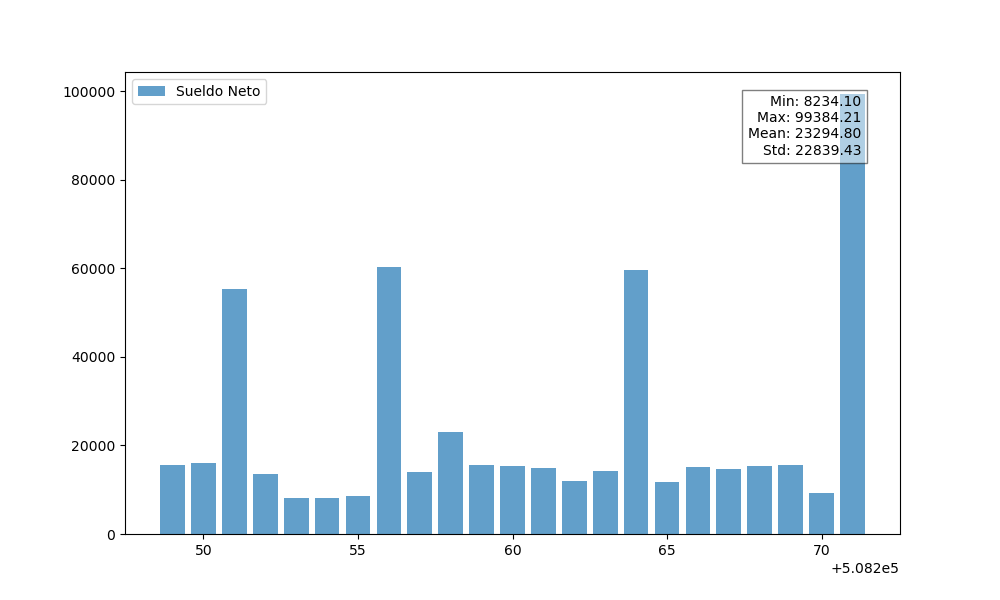 Sueldo Neto
Min: 8234.10
Max: 99384.21
Mean: 23294.80
Std: 22839.43
100000
80000
60000
40000
20000
0
50 55 60 65 70
+5.082e5